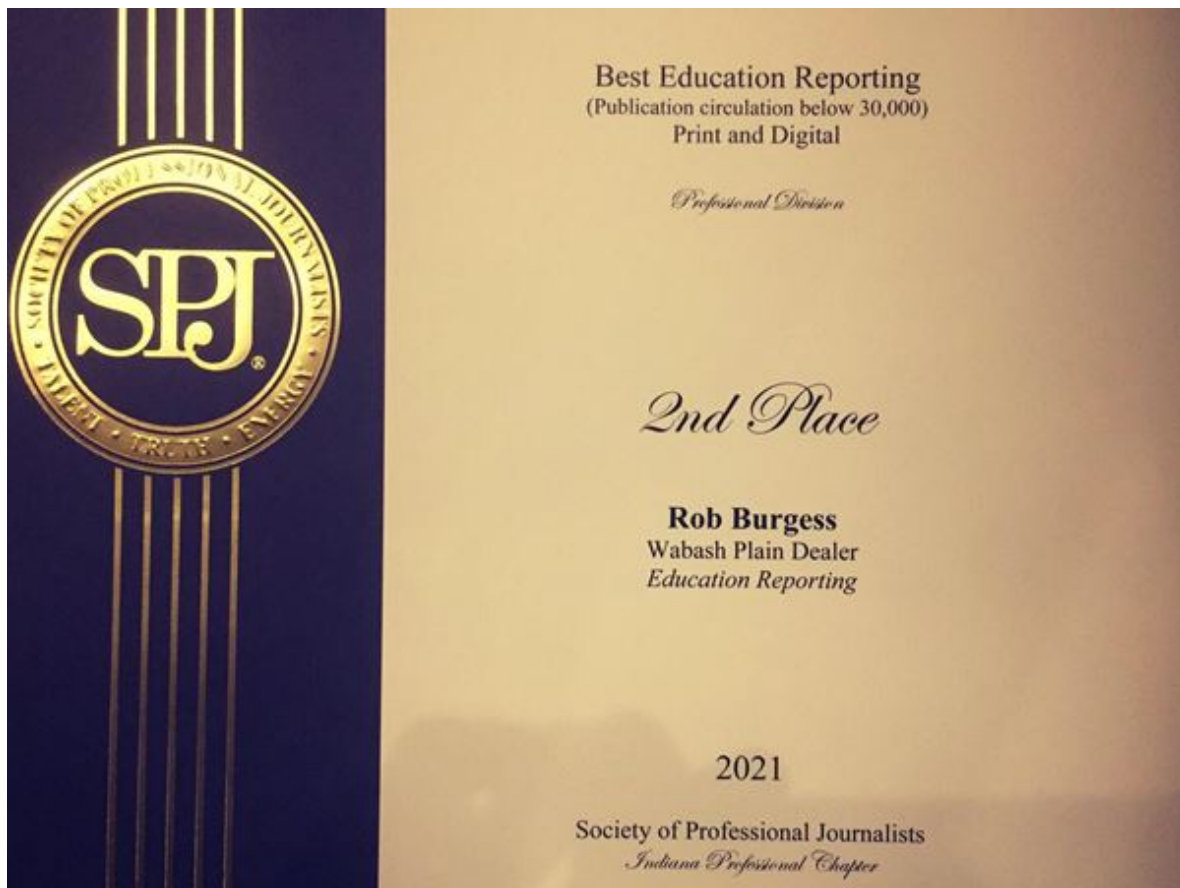 Best Education Reporting
(Publication circulation below 30,000)
Print and Digital
Professional Division
SOCIETY OF PROFESSIONAL JOURNALISTS
SPJ®
TALENT • TRUTH • ENERGY
2nd Place
Rob Burgess
Wabash Plain Dealer
Education Reporting
2021
Society of Professional Journalists
Indiana Professional Chapter